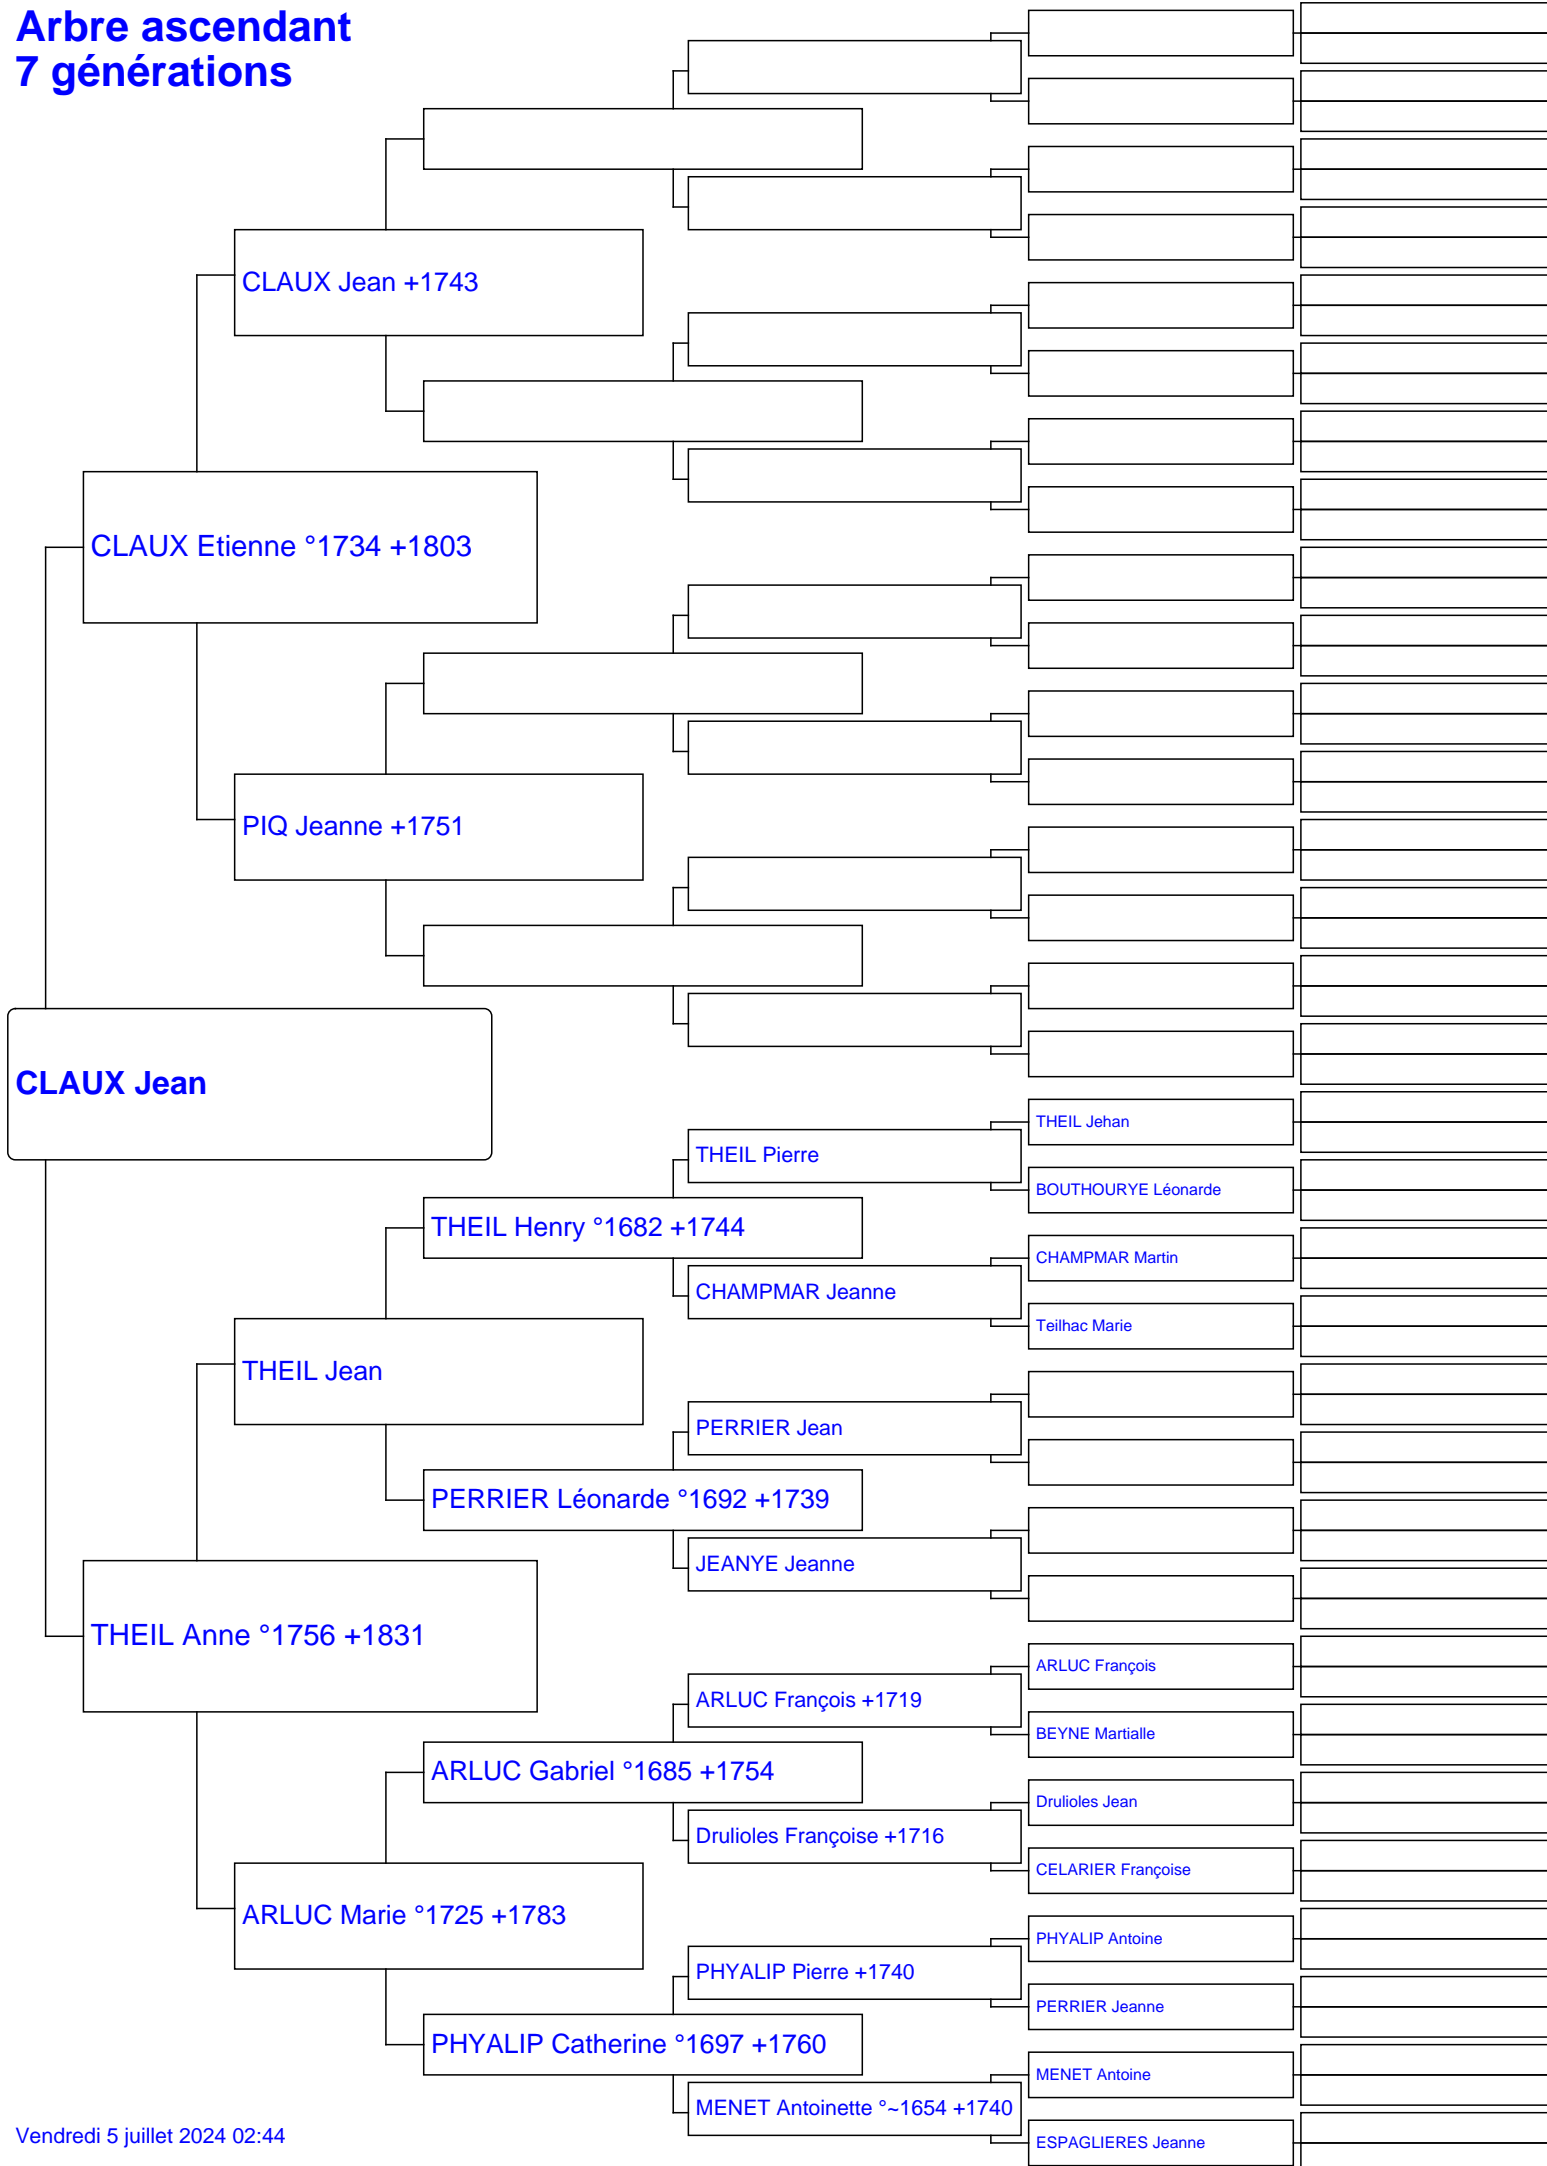 Arbre ascendant
7 générations
CLAUX Jean +1743
CLAUX Etienne °1734 +1803
PIQ Jeanne +1751
CLAUX Jean
THEIL Jehan
THEIL Pierre
BOUTHOURYE Léonarde
THEIL Henry °1682 +1744
CHAMPMAR Martin
CHAMPMAR Jeanne
Teilhac Marie
THEIL Jean
PERRIER Jean
PERRIER Léonarde °1692 +1739
JEANYE Jeanne
THEIL Anne °1756 +1831
ARLUC François
ARLUC François +1719
BEYNE Martialle
ARLUC Gabriel °1685 +1754
Drulioles Jean
Drulioles Françoise +1716
CELARIER Françoise
ARLUC Marie °1725 +1783
PHYALIP Antoine
PHYALIP Pierre +1740
PERRIER Jeanne
PHYALIP Catherine °1697 +1760
MENET Antoine
MENET Antoinette °~1654 +1740
ESPAGLIERES Jeanne
Vendredi 5 juillet 2024 02:44